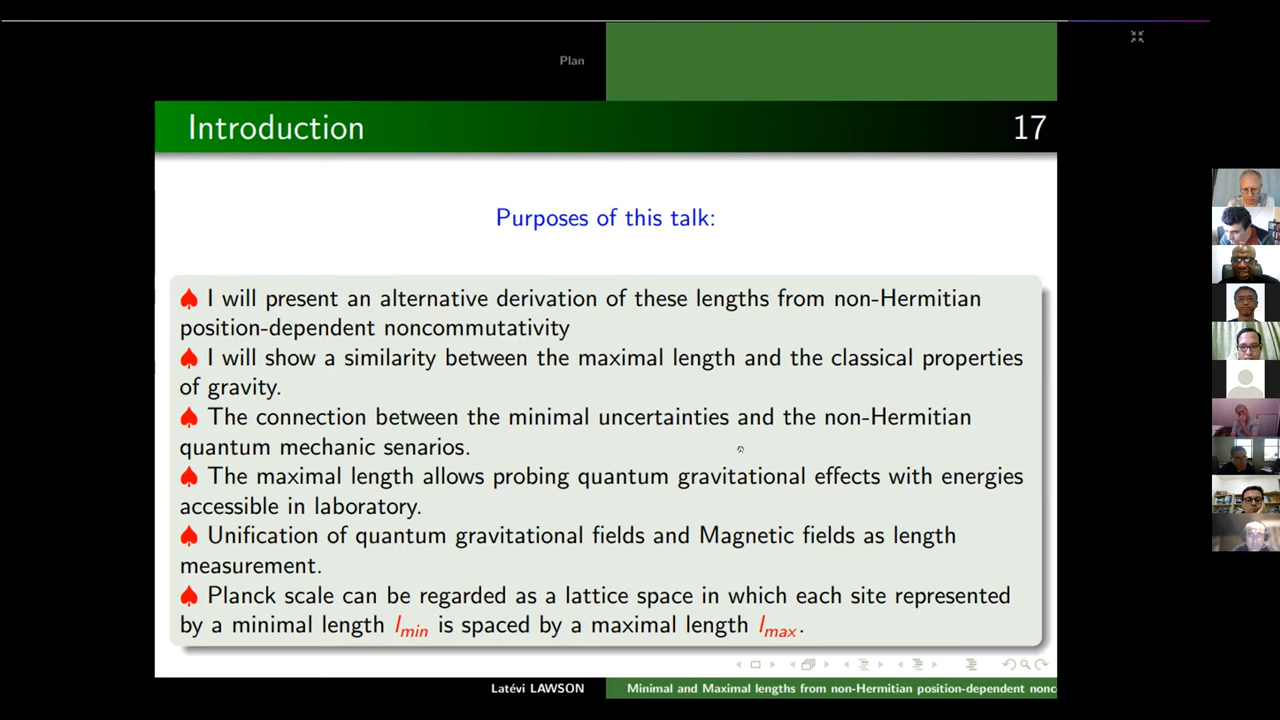 Plan
Introduction 17
Purposes of this talk:
♠ I will present an alternative derivation of these lengths from non-Hermitian
position-dependent noncommutativity
♠ I will show a similarity between the maximal length and the classical properties
of gravity.
♠ The connection between the minimal uncertainties and the non-Hermitian
quantum mechanic senarios.
♠ The maximal length allows probing quantum gravitational effects with energies
accessible in laboratory.
♠ Unification of quantum gravitational fields and Magnetic fields as length
measurement.
♠ Planck scale can be regarded as a lattice space in which each site represented
by a minimal length l_min is spaced by a maximal length l_max.
Latévi LAWSON Minimal and Maximal lengths from non-Hermitian position-dependent nonc